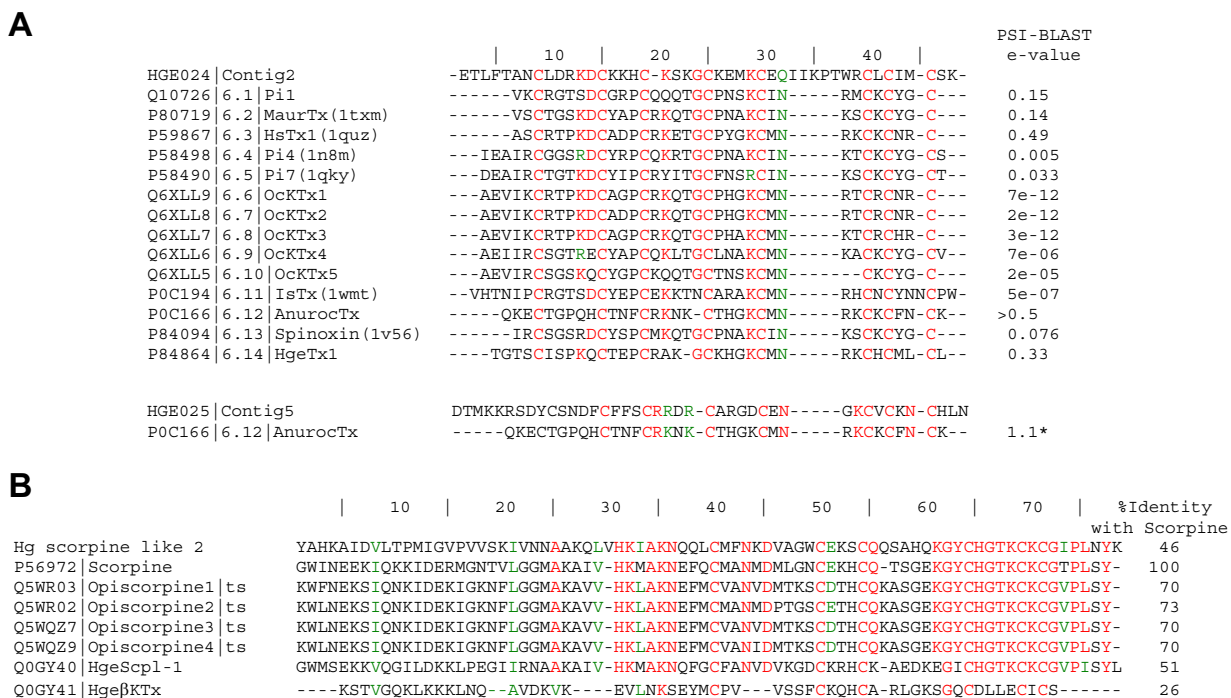 A
PSI-BLAST
| 10 | 20 | 30 | 40 | e-value
HGE024|Contig2 -ETLFTANCLDRKDCKKHC-KSKGCKEMKCEQIIKPTWRCLCIM-CSK-
Q10726|6.1|Pi1 ------VKCRGTSDCGRPCQQQTGCPNSKCIN-----RMCKCYG-C--- 0.15
P80719|6.2|MaurTx(1txm) ------VSCTGSKDCYAPCRKQTGCPNAKCIN-----KSCKCYG-C--- 0.14
P59867|6.3|HsTx1(1quz) ------ASCRTPKDCADPCRKETGCPYGKCMN-----RKCKCNR-C--- 0.49
P58498|6.4|Pi4(1n8m) ---IEAIRCGGSRDCYRPCQKRTGCPNAKCIN-----KTCKCYG-CS-- 0.005
P58490|6.5|Pi7(1qky) ---DEAIRCTGTKDCYIPCRYITGCFNSRCIN-----KSCKCYG-CT-- 0.033
Q6XLL9|6.6|OcKTx1 ---AEVIKCRTPKDCAGPCRKQTGCPHGKCMN-----RTCRCNR-C--- 7e-12
Q6XLL8|6.7|OcKTx2 ---AEVIKCRTPKDCADPCRKQTGCPHGKCMN-----RTCRCNR-C--- 2e-12
Q6XLL7|6.8|OcKTx3 ---AEVIKCRTPKDCAGPCRKQTGCPHAKCMN-----KTCRCHR-C--- 3e-12
Q6XLL6|6.9|OcKTx4 ---AEIIRCSGTRECYAPCQKLTGCLNAKCMN-----KACKCYG-CV-- 7e-06
Q6XLL5|6.10|OcKTx5 ---AEVIRCSGSKQCYGPCKQQTGCTNSKCMN-----CKCYG-C--- 2e-05
P0C194|6.11|IsTx(1wmt) --VHTNIPCRGTSDCYEPCEKKTNCARAKCMN-----RHCNCYNNCPW- 5e-07
P0C166|6.12|AnurocTx -----QKECTGPQHCTNFCRKNK-CTHGKCMN-----RKCKCFN-CK-- >0.5
P84094|6.13|Spinoxin(1v56) -----IRCSGSRDCYSPCMKQTGCPNAKCIN-----KSCKCYG-C--- 0.076
P84864|6.14|HgeTx1 ----TGTSCISPKQCTEPCRAK-GCKHGKCMN-----RKCHCML-CL-- 0.33
HGE025|Contig5 DTMKKRSDYCSNDFCFFSCRRDR-CARGDCEN-----GKCVCKN-CHLN
P0C166|6.12|AnurocTx -----QKECTGPQHCTNFCRKNK-CTHGKCMN-----RKCKCFN-CK-- 1.1*
B
| 10 | 20 | 30 | 40 | 50 | 60 | 70 | %Identity
with Scorpine
Hg scorpine like 2 YAHKAIDVLTPMIGVPVVSKIVNNAAKQLVHKIAKNQQLCMFNKDVAGWCEKSCQQSAHQKGYCHGTKCKCGIPLNYK 46
P56972|Scorpine GWINEEKIQKKIDERMGNTVLGGMAKAIV-HKMAKNEFQCMANMDMLGNCEKHCQ-TSGEKGYCHGTKCKCGTPLSY- 100
Q5WR03|Opiscorpine1|ts KWFNEKSIQNKIDEKIGKNFLGGMAKAVV-HKLAKNEFMCVANVDMTKSCDTHCQKASGEKGYCHGTKCKCGVPLSY- 70
Q5WR02|Opiscorpine2|ts KWLNEKSIQNKIDEKIGKNFLGGMAKAVV-HKLAKNEFMCMANMDPTGSCETHCQKASGEKGYCHGTKCKCGVPLSY- 73
Q5WQZ7|Opiscorpine3|ts KWLNEKSIQNKIDEKIGKNFLGGMAKAVV-HKLAKNEFMCVANVDMTKSCDTHCQKASGEKGYCHGTKCKCGVPLSY- 70
Q5WQZ9|Opiscorpine4|ts KWLNEKSIQNKIDEKIGKNFLGGMAKAVV-HKLAKNEFMCVANIDMTKSCDTHCQKASGEKGYCHGTKCKCGVPLSY- 70
Q0GY40|HgeScpl-1 GWMSEKKVQGILDKKLPEGIIRNAAKAIV-HKMAKNQFGCFANVDVKGDCKRHCK-AEDKEGICHGTKCKCGVPISYL 51
Q0GY41|HgeβKTx ----KSTVGQKLKKKLNQ--AVDKVK----EVLNKSEYMCPV---VSSFCKQHCA-RLGKSGQCDLLECICS------ 26